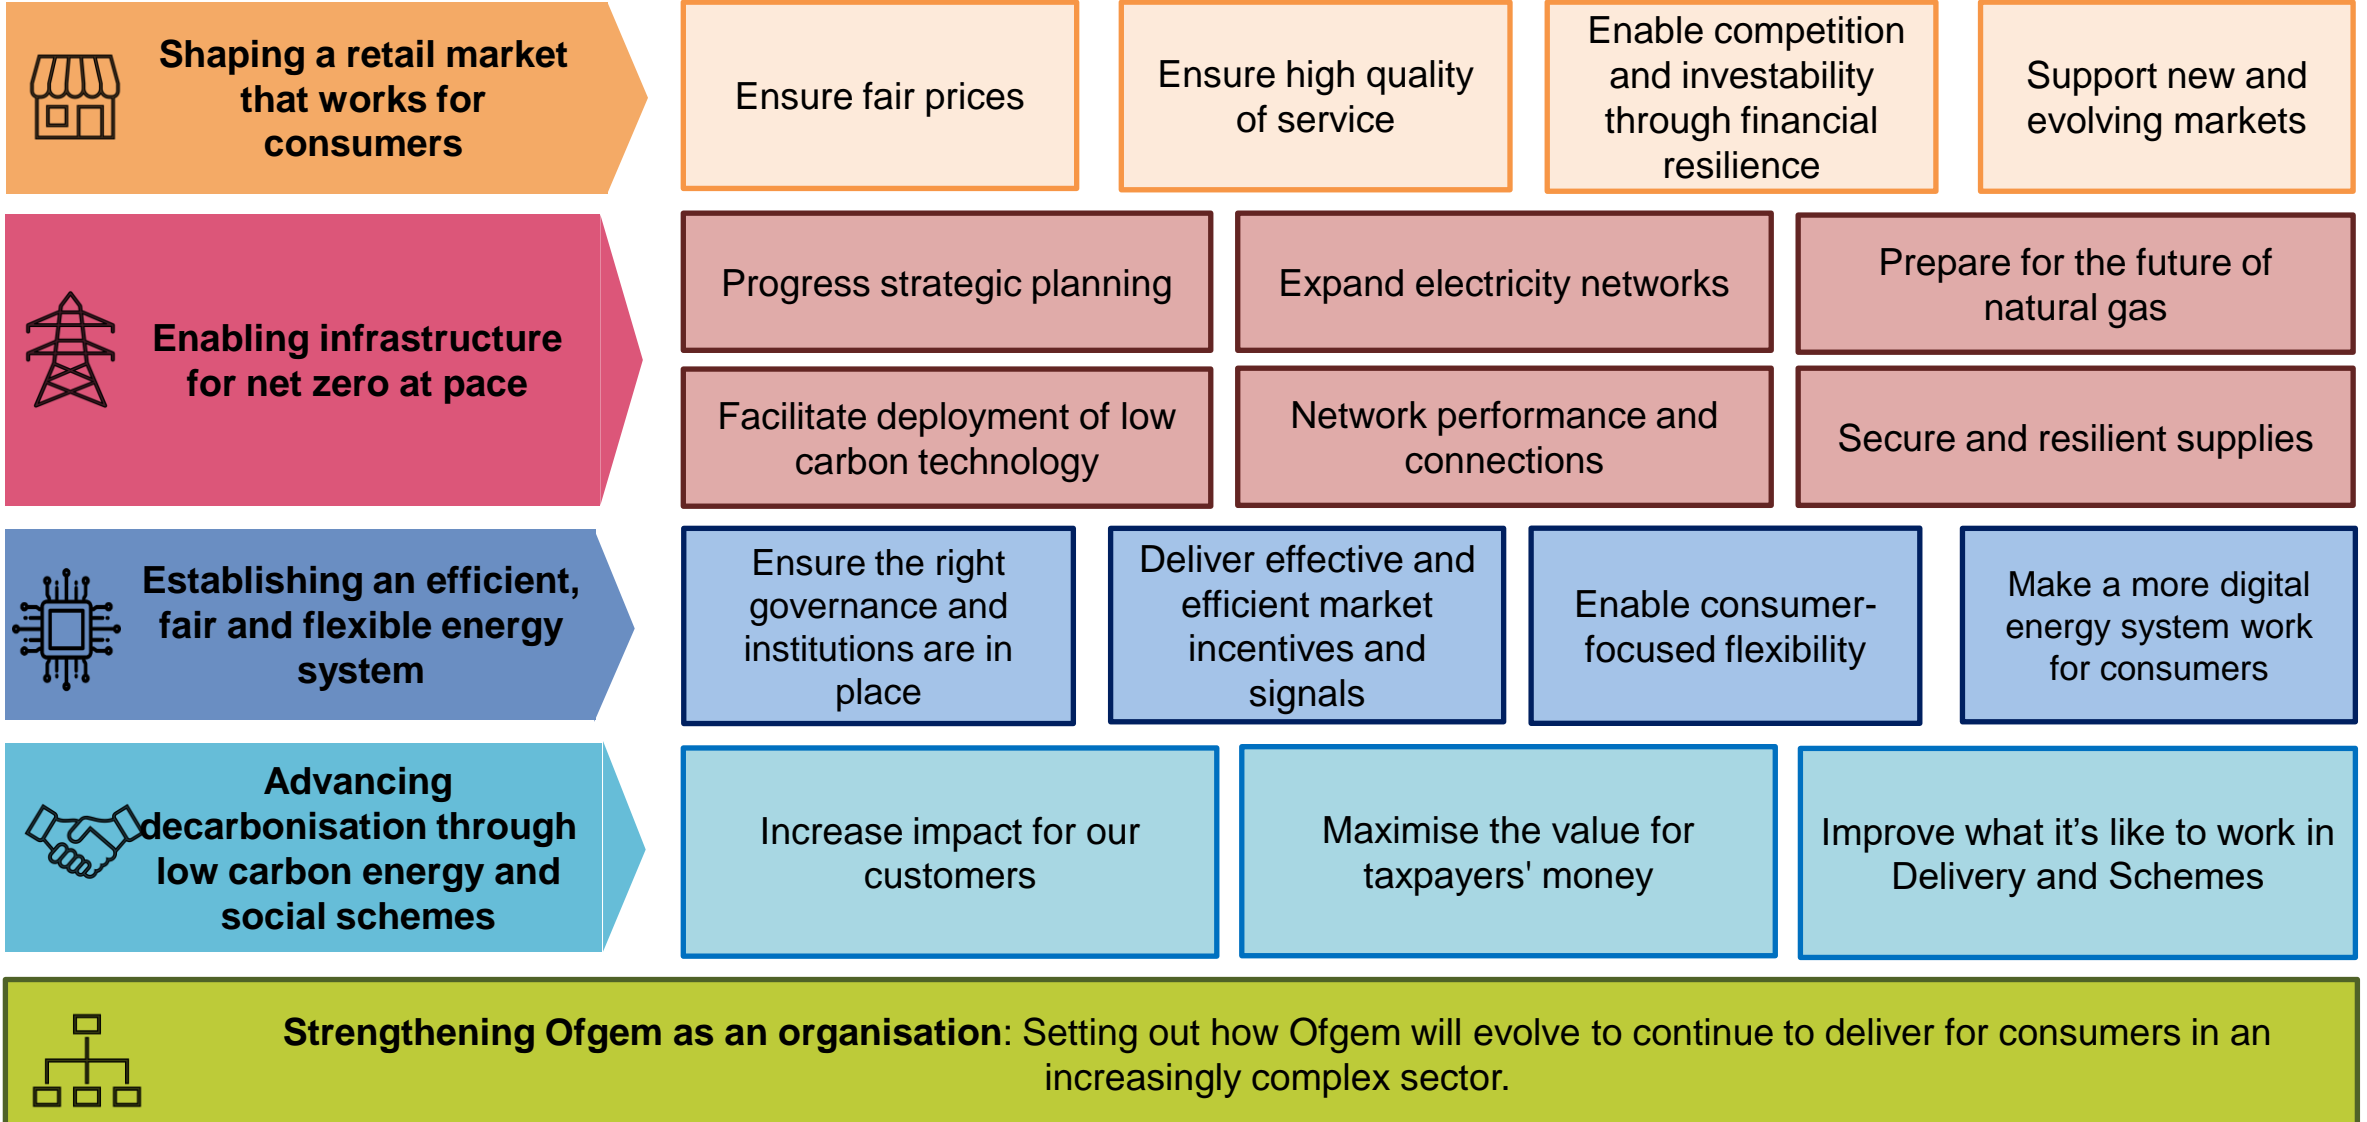 Shaping a retail market
that works for
consumers
Ensure fair prices
Ensure high quality
of service
Enable competition
and investability
through financial
resilience
Support new and
evolving markets
Enabling infrastructure
for net zero at pace
Progress strategic planning
Expand electricity networks
Prepare for the future of
natural gas
Facilitate deployment of low
carbon technology
Network performance and
connections
Secure and resilient supplies
Establishing an efficient,
fair and flexible energy
system
Ensure the right
governance and
institutions are in
place
Deliver effective and
efficient market
incentives and
signals
Enable consumer-
focused flexibility
Make a more digital
energy system work
for consumers
Advancing
decarbonisation through
low carbon energy and
social schemes
Increase impact for our
customers
Maximise the value for
taxpayers' money
Improve what it’s like to work in
Delivery and Schemes
Strengthening Ofgem as an organisation: Setting out how Ofgem will evolve to continue to deliver for consumers in an
increasingly complex sector.